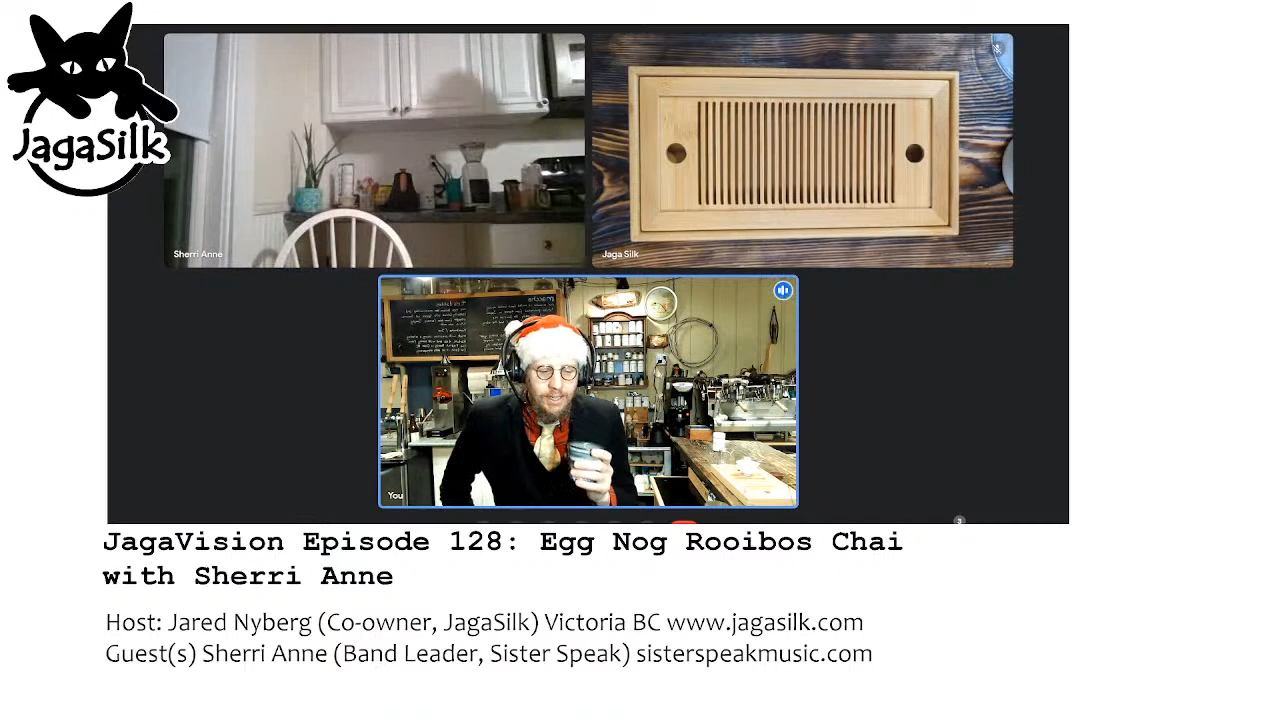 JagaSilk
Sherri Anne
Jaga Silk
You
3
JagaVision Episode 128: Egg Nog Rooibos Chai
with Sherri Anne
Host: Jared Nyberg (Co-owner, JagaSilk) Victoria BC www.jagasilk.com
Guest(s) Sherri Anne (Band Leader, Sister Speak) sisterspeakmusic.com